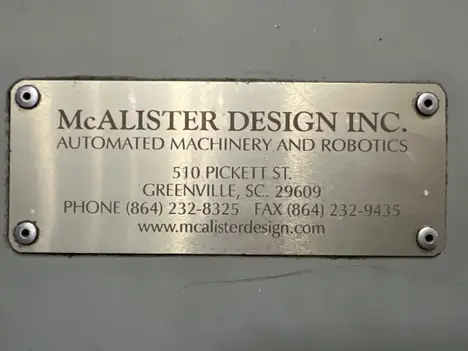 McALISTER DESIGN INC.
AUTOMATED MACHINERY AND ROBOTICS
510 PICKETT ST.
GREENVILLE, SC. 29609
PHONE (864) 232-8325 FAX (864) 232-9435
www.mcalisterdesign.com